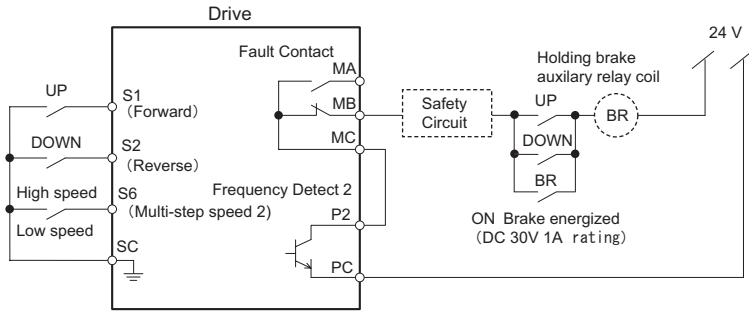 Drive
24 V
Fault Contact
Holding brake
auxilary relay coil
MA
UP
S1
(Forward)
MB
Safety
Circuit
UP
BR
DOWN
S2
(Reverse)
MC
DOWN
High speed
S6
(Multi-step speed 2)
Frequency Detect 2
BR
Low speed
P2
ON Brake energized
(DC 30V 1A rating)
SC
PC